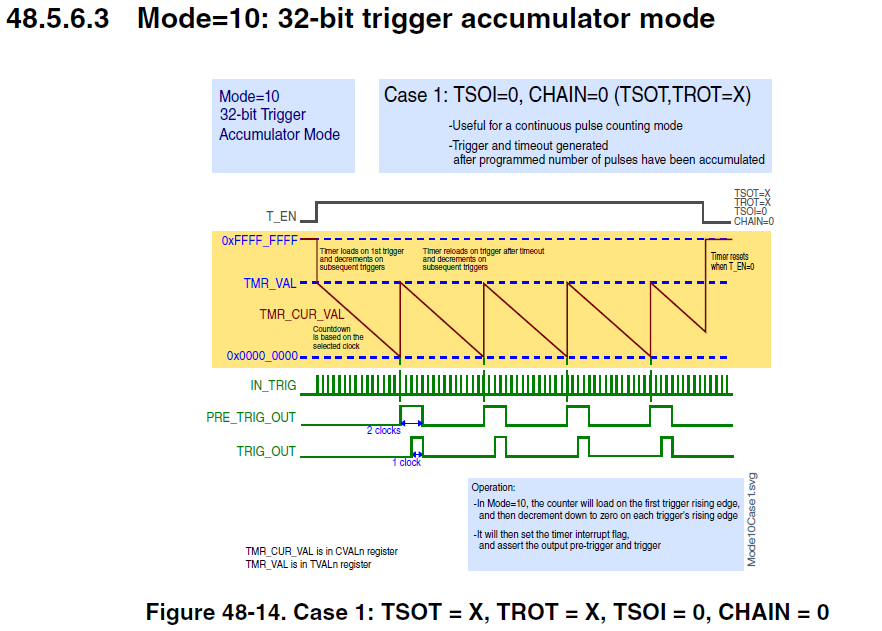 48.5.6.3 Mode=10: 32-bit trigger accumulator mode
Mode=10
32-bit Trigger
Accumulator Mode
Case 1: TSOI=0, CHAIN=0 (TSOT,TROT=X)
-Useful for a continuous pulse counting mode
-Trigger and timeout generated
after programmed number of pulses have been accumulated
T_EN
TSOT=X
TROT=X
TSOI=0
CHAIN=0
0xFFFF_FFFF
Timer loads on 1st trigger
and decrements on
subsequent triggers
Timer reloads on trigger after timeout
and decrements on
subsequent triggers
Timer resets
when T_EN=0
TMR_VAL
TMR_CUR_VAL
Countdown
is based on the
selected clock
0x0000_0000
IN_TRIG
PRE_TRIG_OUT
2 clocks
TRIG_OUT
1 clock
Operation:
-In Mode=10, the counter will load on the first trigger rising edge,
and then decrement down to zero on each trigger's rising edge
-It will then set the timer interrupt flag,
and assert the output pre-trigger and trigger
Mode10Case1.svg
TMR_CUR_VAL is in CVALn register
TMR_VAL is in TVALn register
Figure 48-14. Case 1: TSOT = X, TROT = X, TSOI = 0, CHAIN = 0